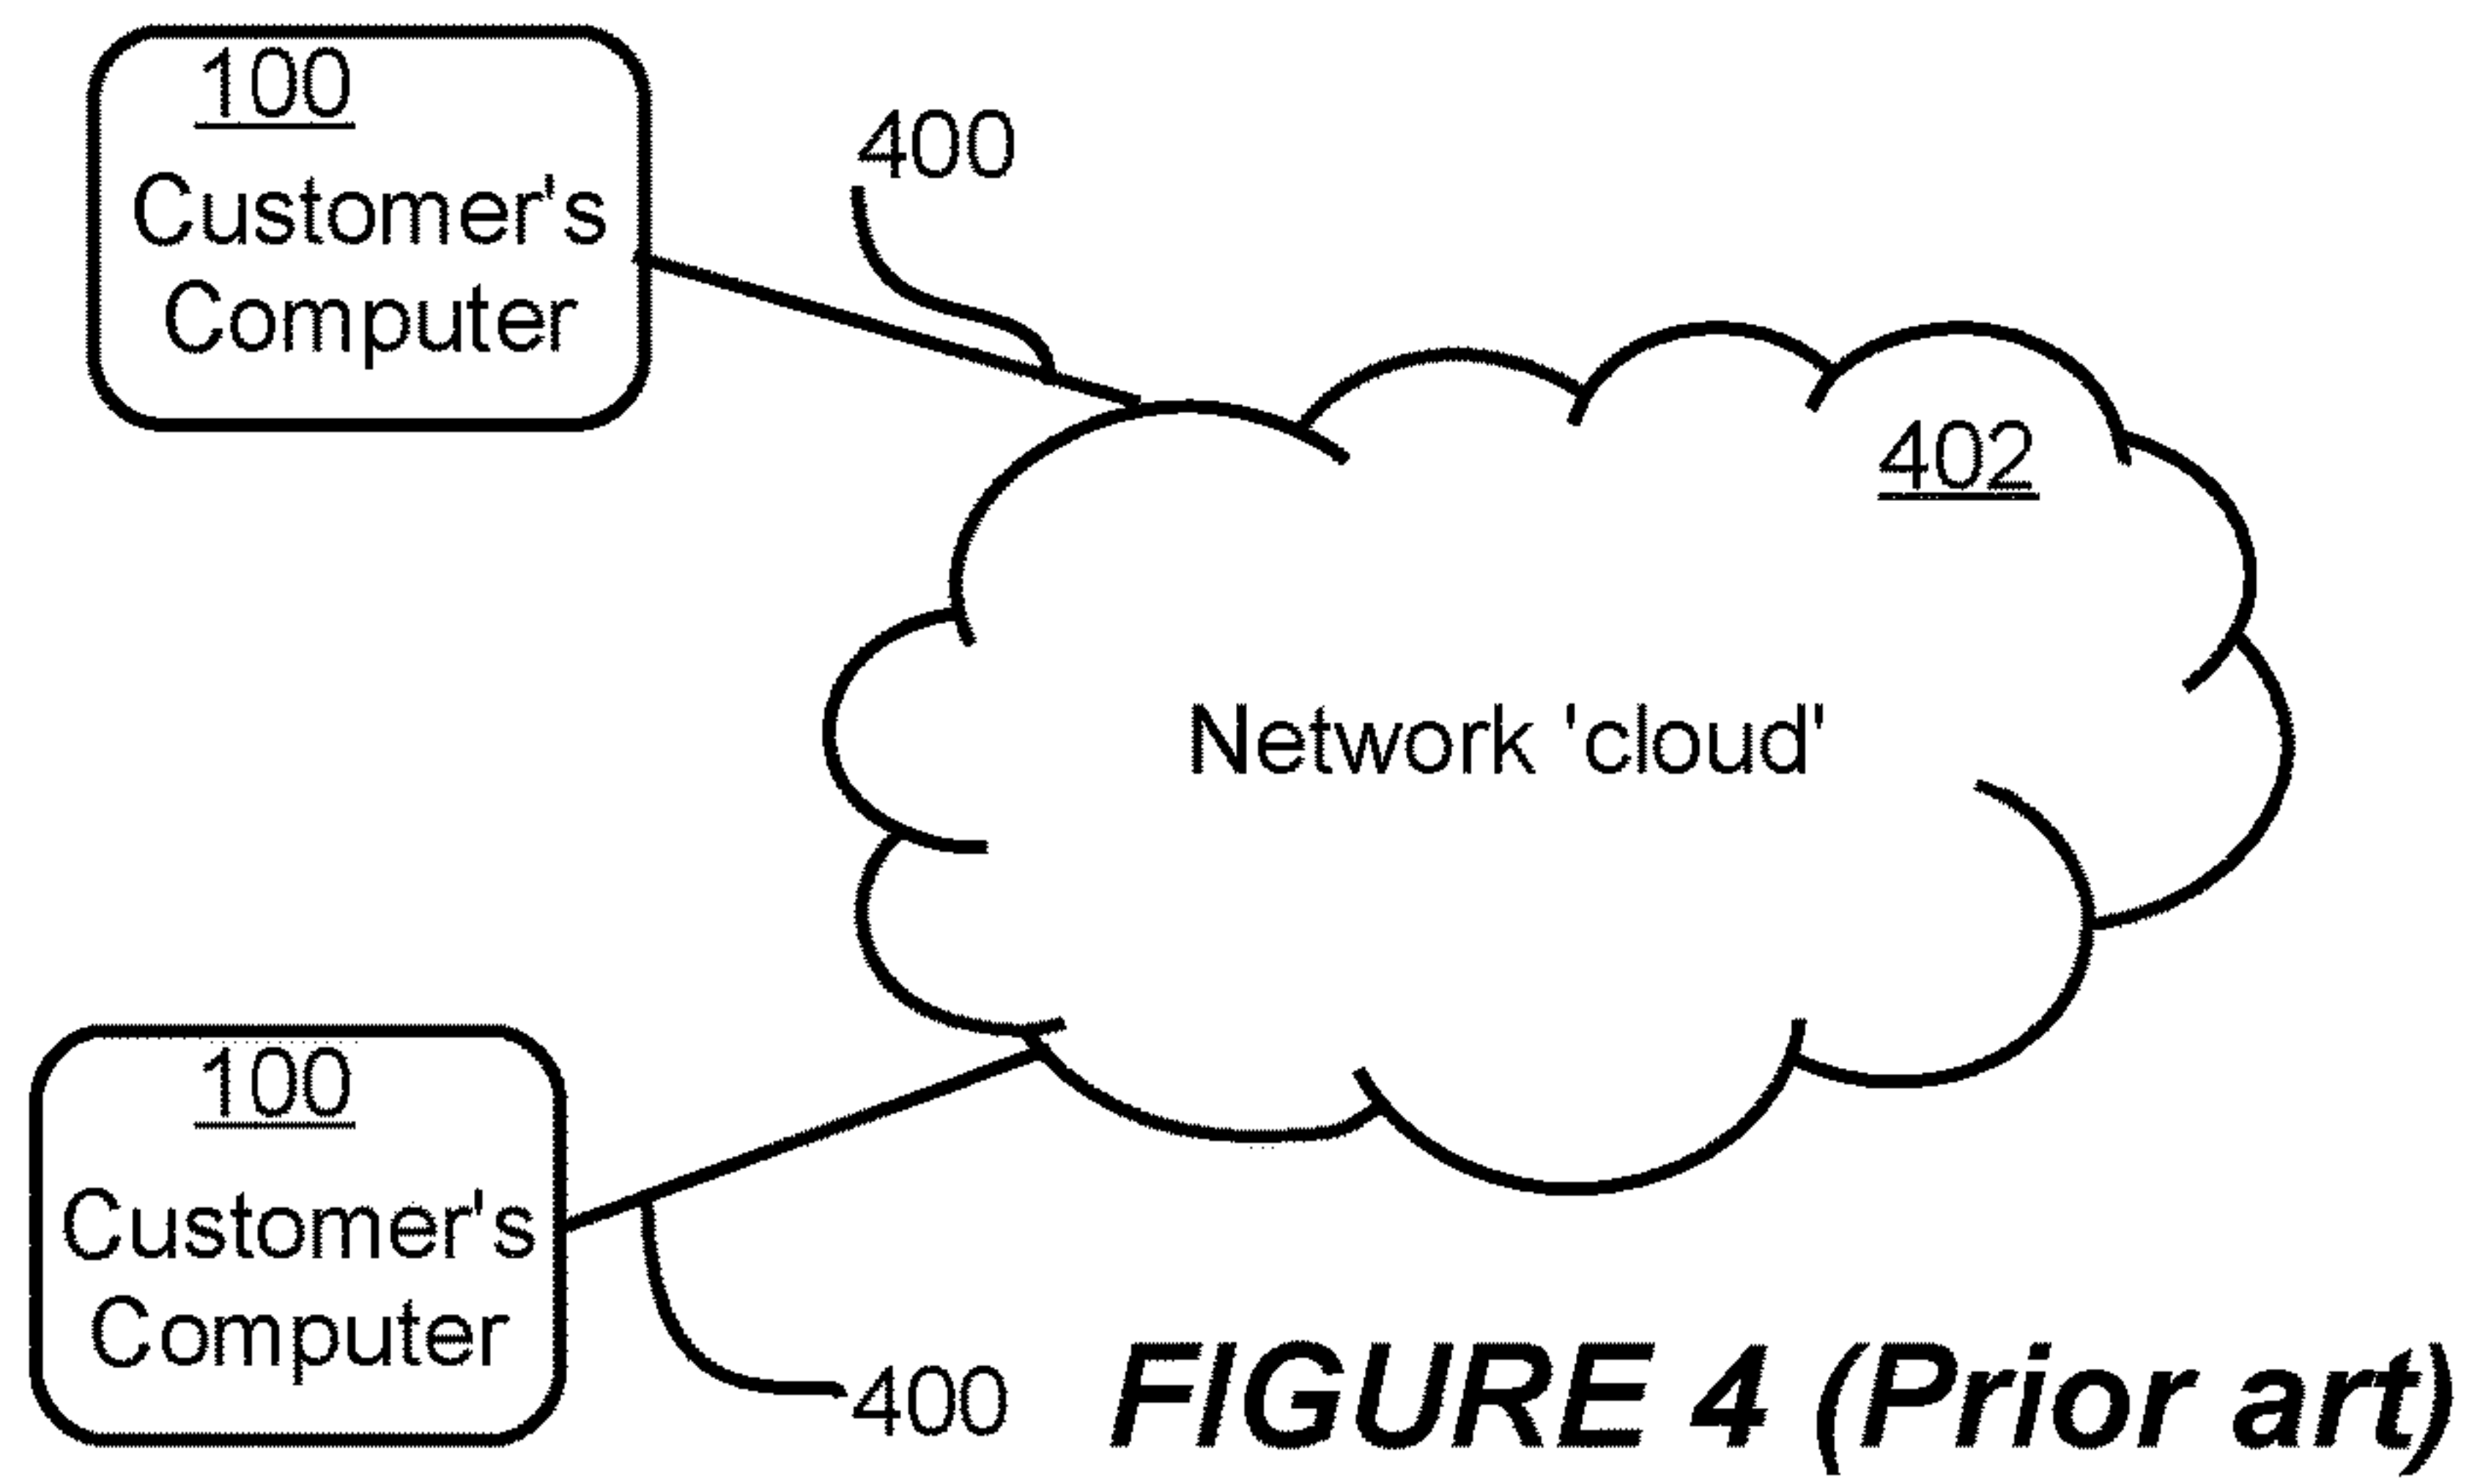 100
Customer's
Computer
400
402
Network 'cloud'
100
Customer's
Computer
400
FIGURE 4 (Prior art)